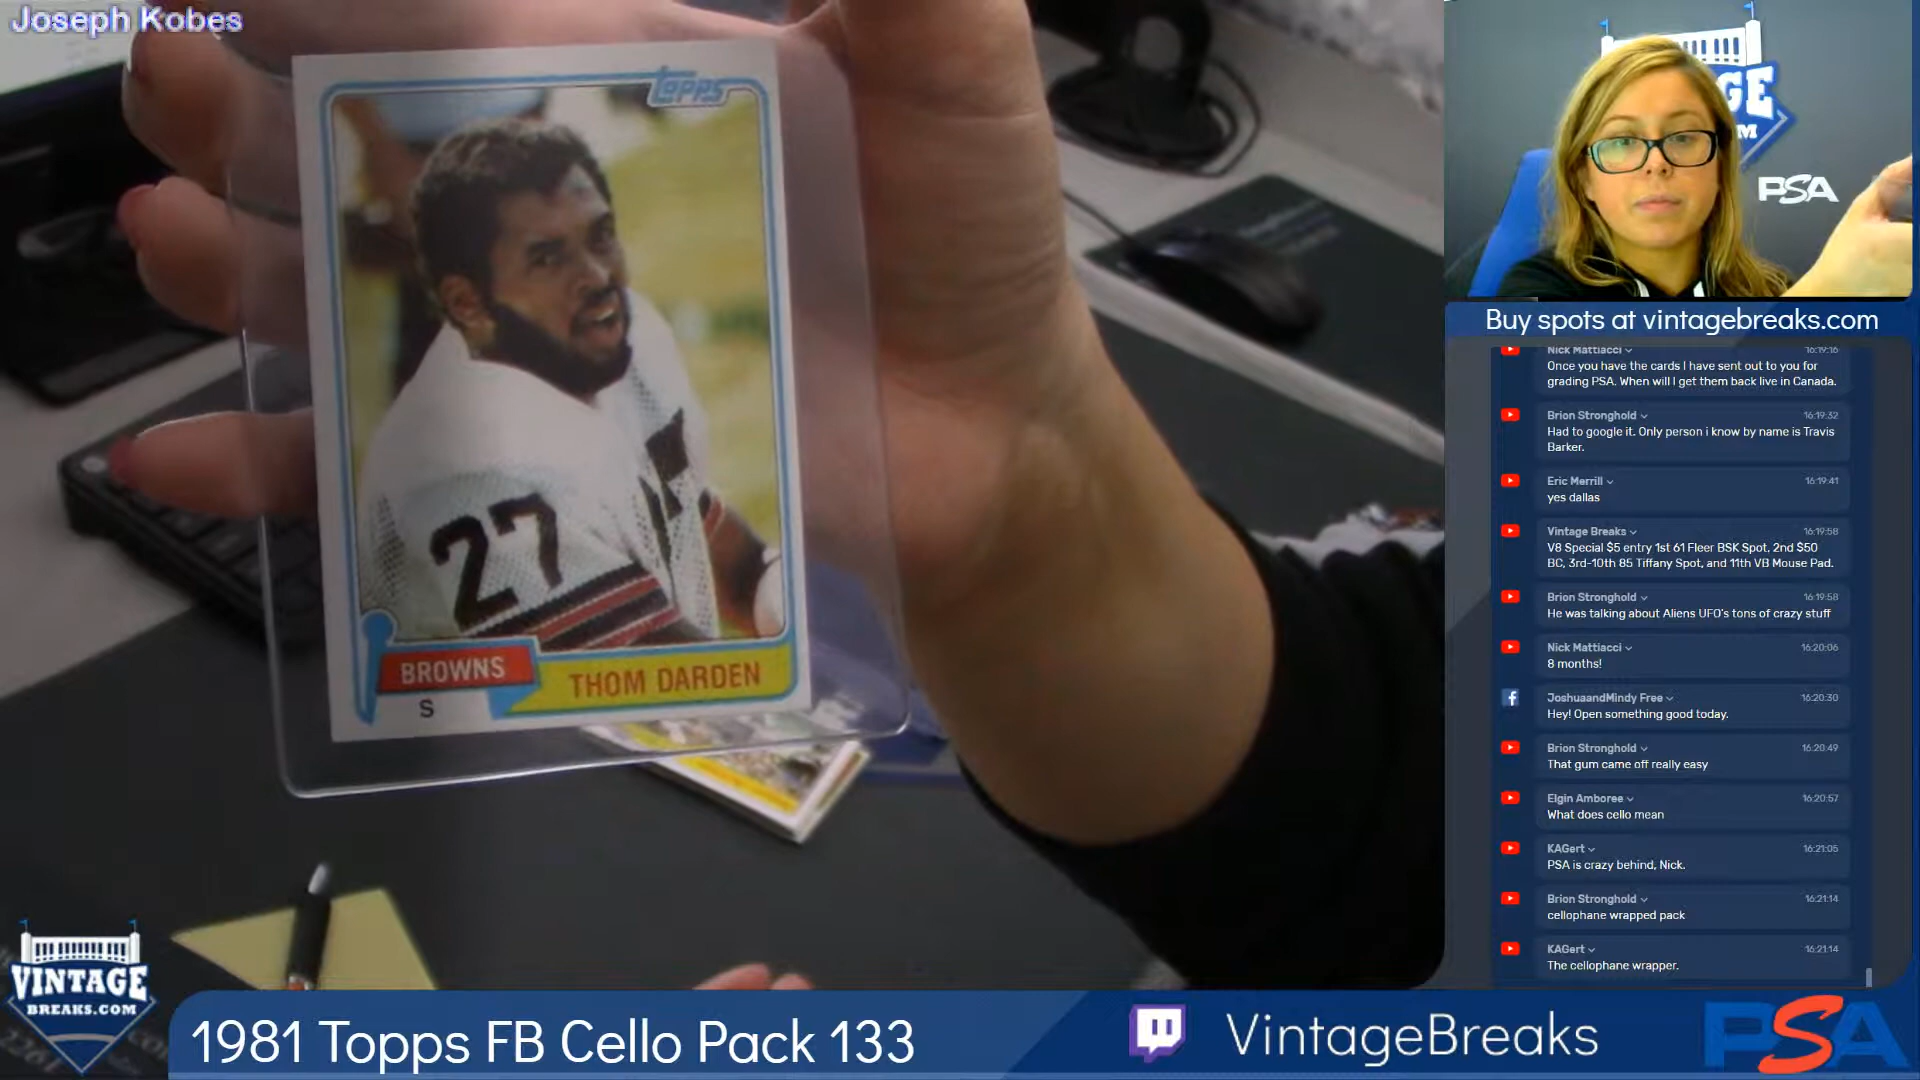 Joseph Kobes
topps
27
BROWNS
S
THOM DARDEN
PSA
Buy spots at vintagebreaks.com
Nick Mattiacci 16:19:16
Once you have the cards I have sent out to you for
grading PSA. When will I get them back live in Canada.
Brion Stronghold 16:19:32
Had to google it. Only person i know by name is Travis
Barker.
Eric Merrill 16:19:41
yes dallas
Vintage Breaks 16:19:58
V8 Special $5 entry 1st 61 Fleer BSK Spot, 2nd $50
BC, 3rd-10th 85 Tiffany Spot, and 11th VB Mouse Pad.
Brion Stronghold 16:19:58
He was talking about Aliens UFO's tons of crazy stuff
Nick Mattiacci 16:20:06
8 months!
JoshuaandMindy Free 16:20:30
Hey! Open something good today.
Brion Stronghold 16:20:49
That gum came off really easy
Elgin Amboree 16:20:57
What does cello mean
KAGert 16:21:05
PSA is crazy behind, Nick.
Brion Stronghold 16:21:14
cellophane wrapped pack
KAGert 16:21:14
The cellophane wrapper.
VINTAGE
BREAKS.COM
1981 Topps FB Cello Pack 133
VintageBreaks
PSA